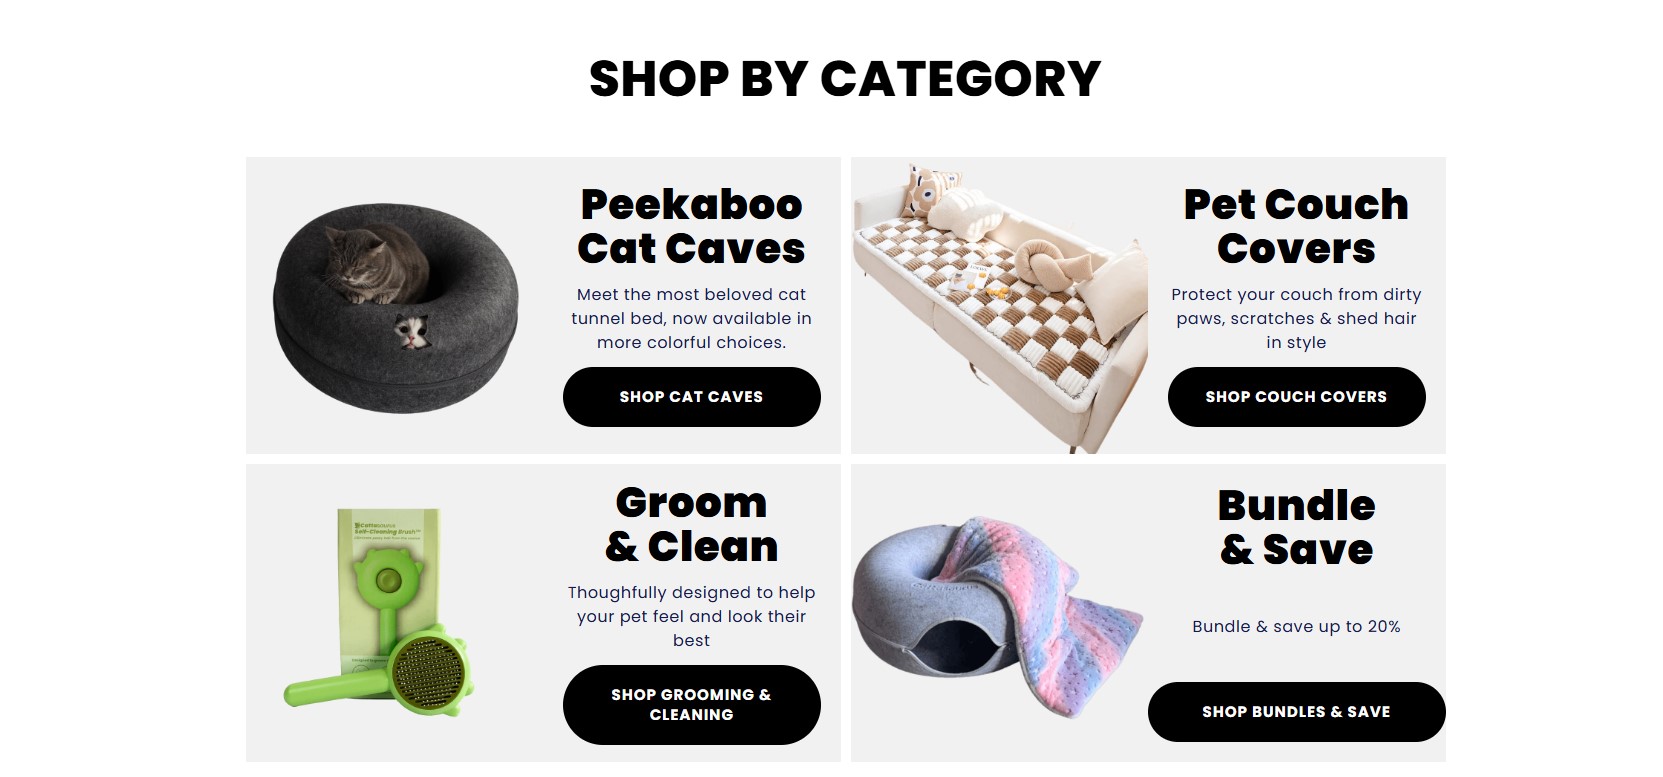 SHOP BY CATEGORY
Peekaboo
Cat Caves
Meet the most beloved cat
tunnel bed, now available in
more colorful choices.
SHOP CAT CAVES
Pet Couch
Covers
Protect your couch from dirty
paws, scratches & shed hair
in style
SHOP COUCH COVERS
Self-Cleaning Brush
Groom
& Clean
Thoughfully designed to help
your pet feel and look their
best
SHOP GROOMING &
CLEANING
Bundle
& Save
Bundle & save up to 20%
SHOP BUNDLES & SAVE